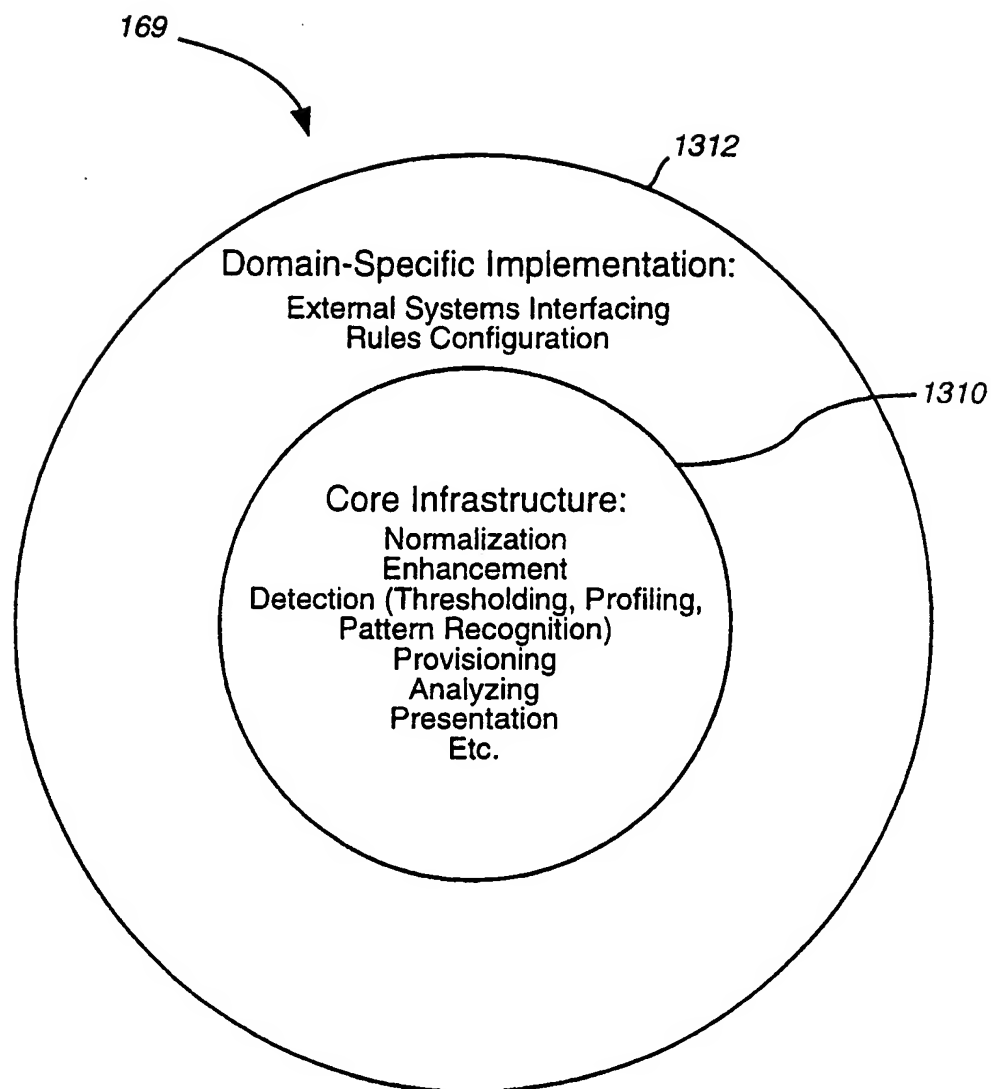 169
1312
Domain-Specific Implementation:
External Systems Interfacing
Rules Configuration
1310
Core Infrastructure:
Normalization
Enhancement
Detection (Thresholding, Profiling,
Pattern Recognition)
Provisioning
Analyzing
Presentation
Etc.